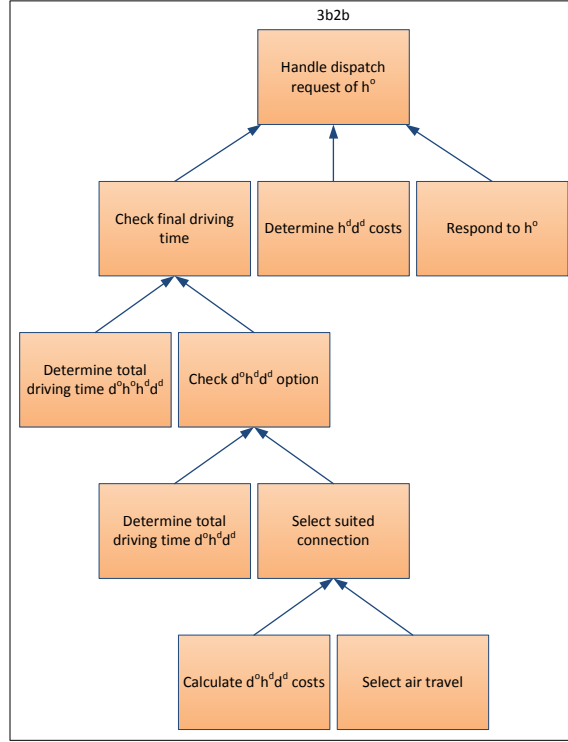 3b2b
Handle dispatch
request of hᵒ
Check final driving
time
Determine hᵈdᵈ costs
Respond to hᵒ
Determine total
driving time dᵒhᵒhᵈdᵈ
Check dᵒhᵈdᵈ option
Determine total
driving time dᵒhᵈdᵈ
Select suited
connection
Calculate dᵒhᵈdᵈ costs
Select air travel